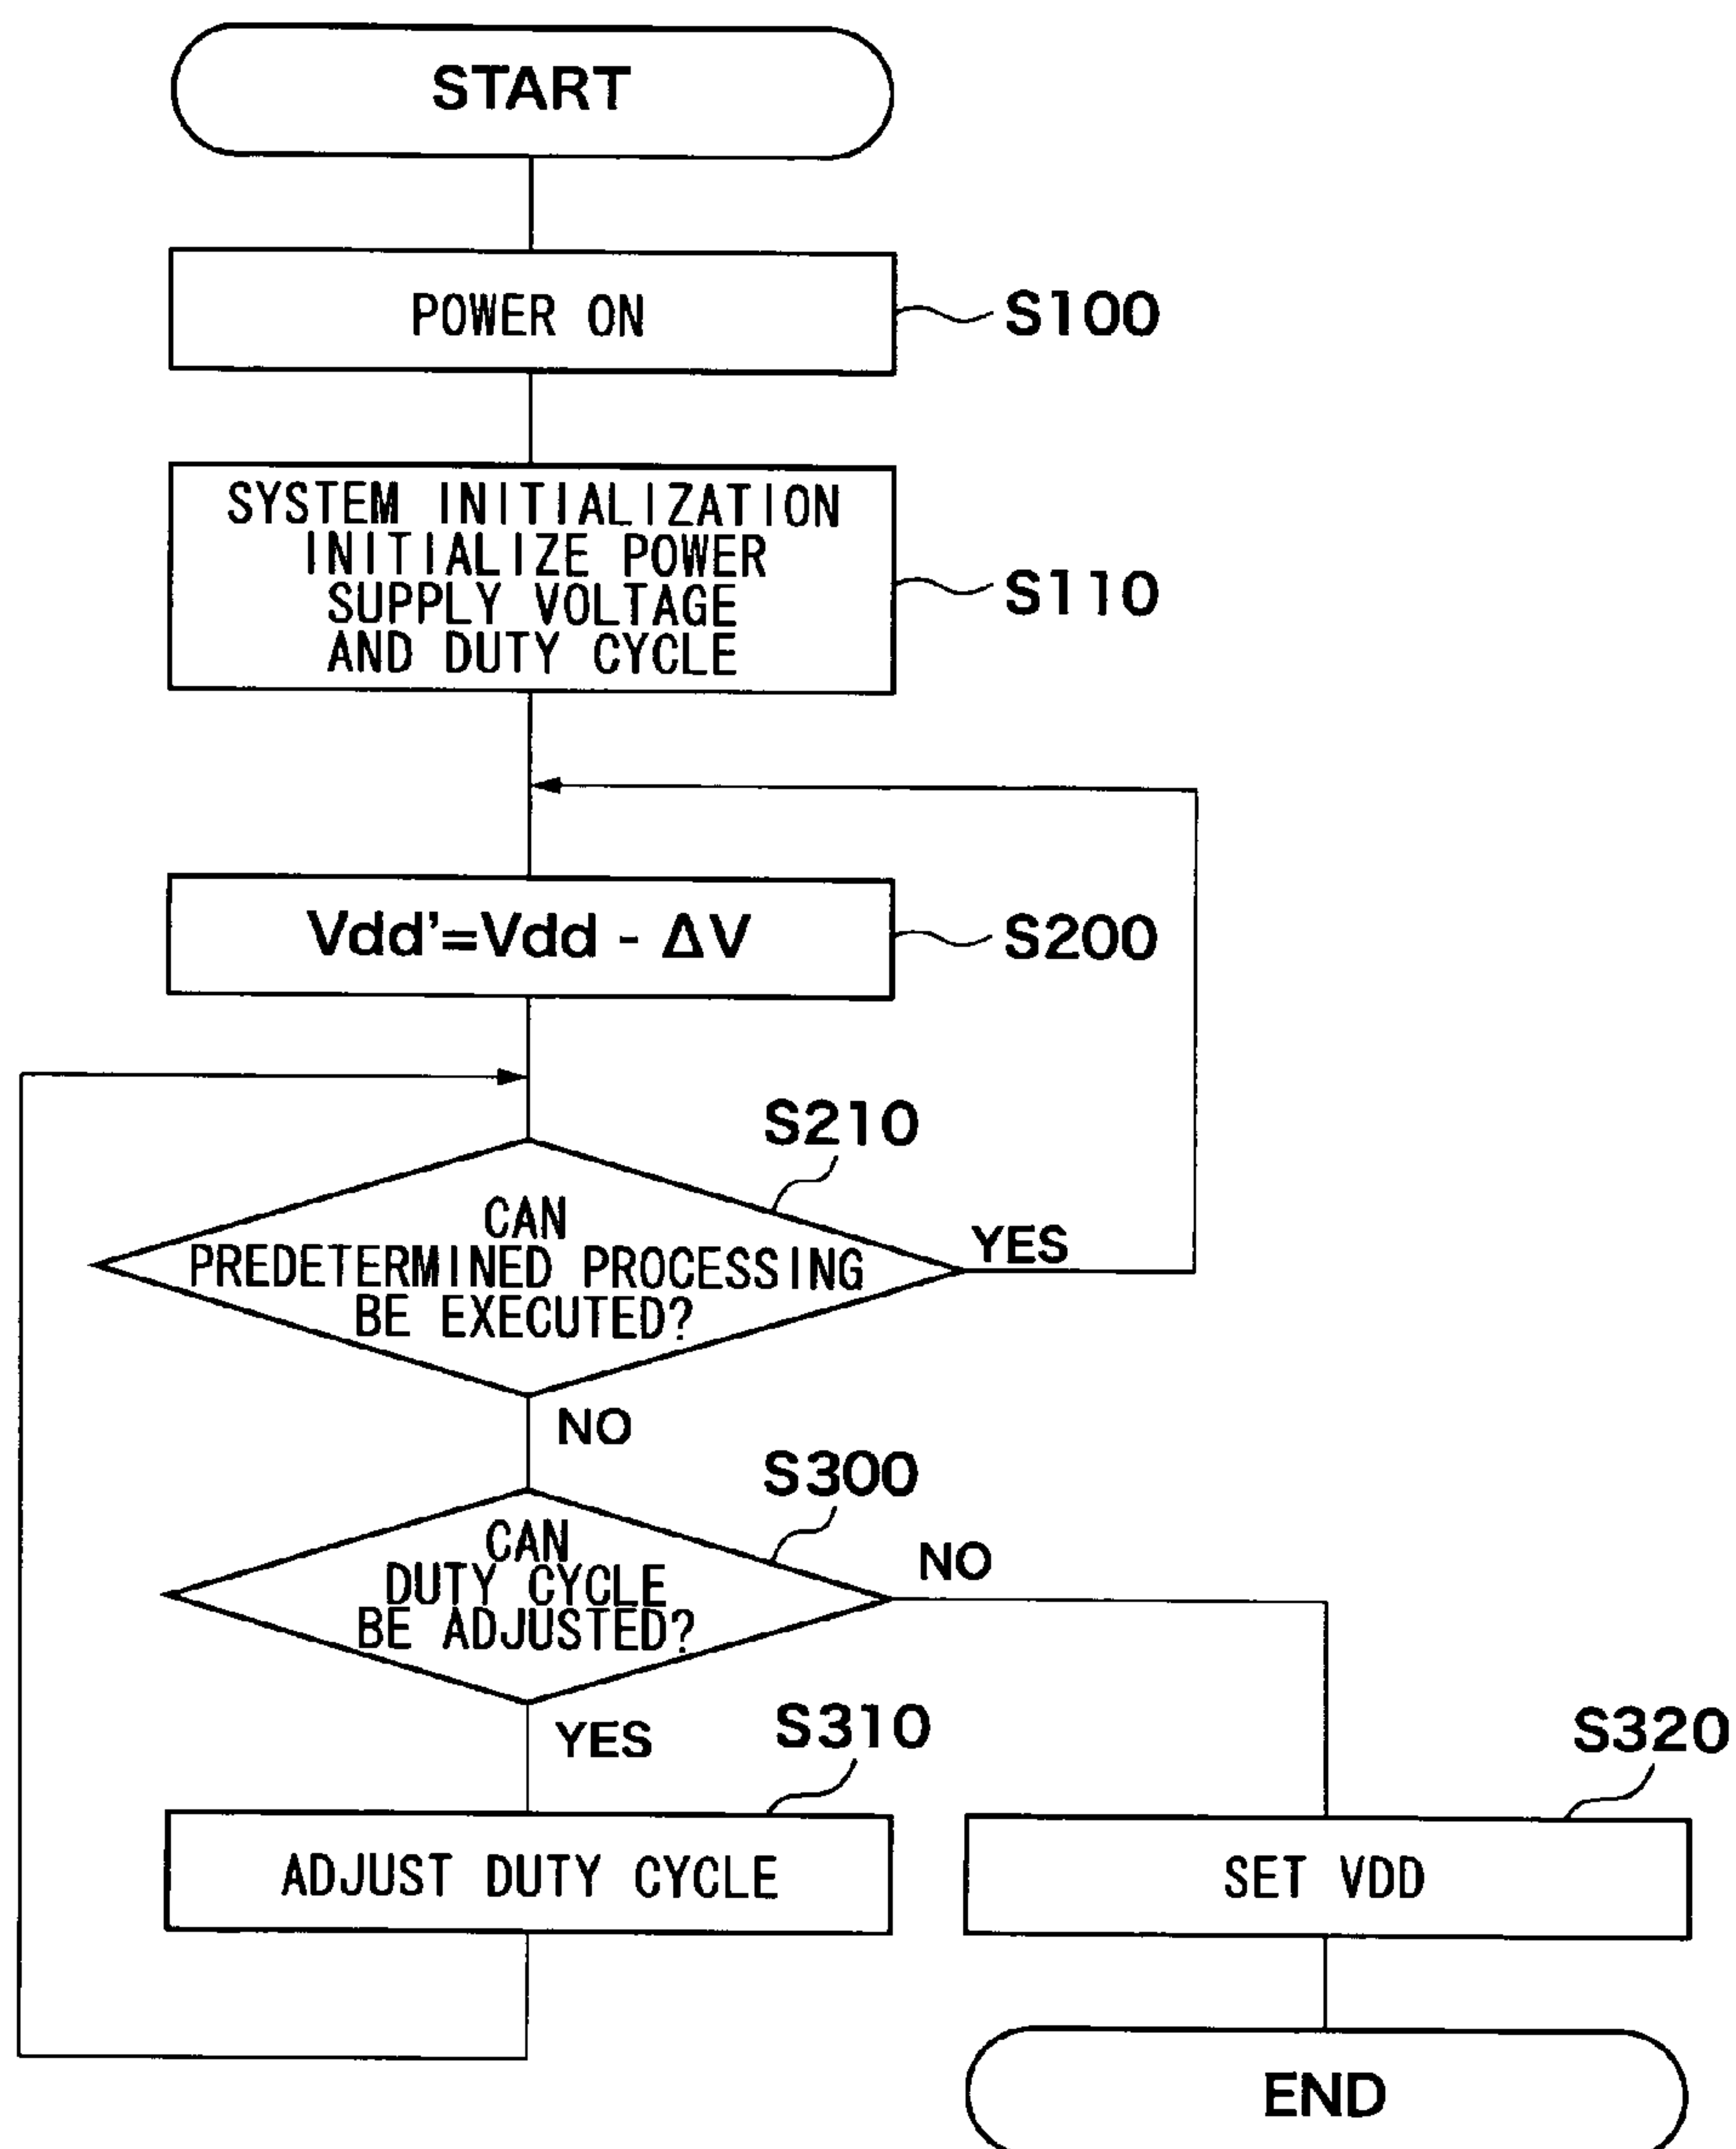 START
POWER ON
S100
SYSTEM INITIALIZATION
INITIALIZE POWER
SUPPLY VOLTAGE
AND DUTY CYCLE
S110
Vdd'=Vdd - ΔV
S200
S210
CAN
PREDETERMINED PROCESSING
BE EXECUTED?
YES
NO
S300
CAN
DUTY CYCLE
BE ADJUSTED?
NO
YES
S310
S320
ADJUST DUTY CYCLE
SET VDD
END